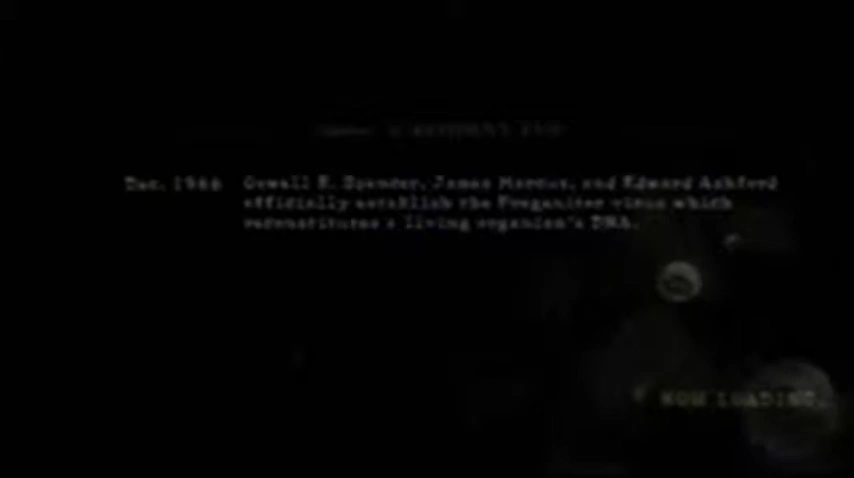 Dec. 1966 Oswell E. Spencer, James Marcus, and Edward Ashford
officially establish the Progenitor virus which
reconstitutes a living organism's DNA.
NOW LOADING